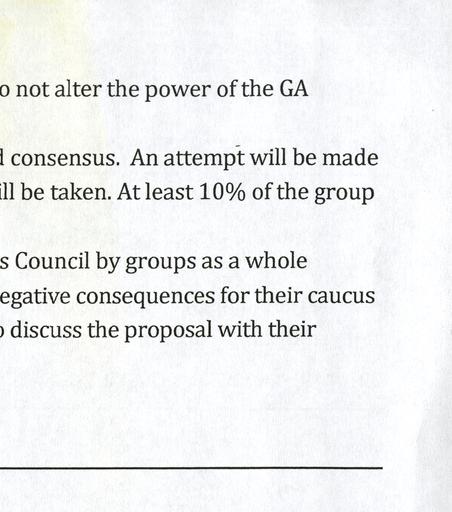 o not alter the power of the GA
consensus. An attempt will be made
ill be taken. At least 10% of the group
s Council by groups as a whole
egative consequences for their caucus
discuss the proposal with their